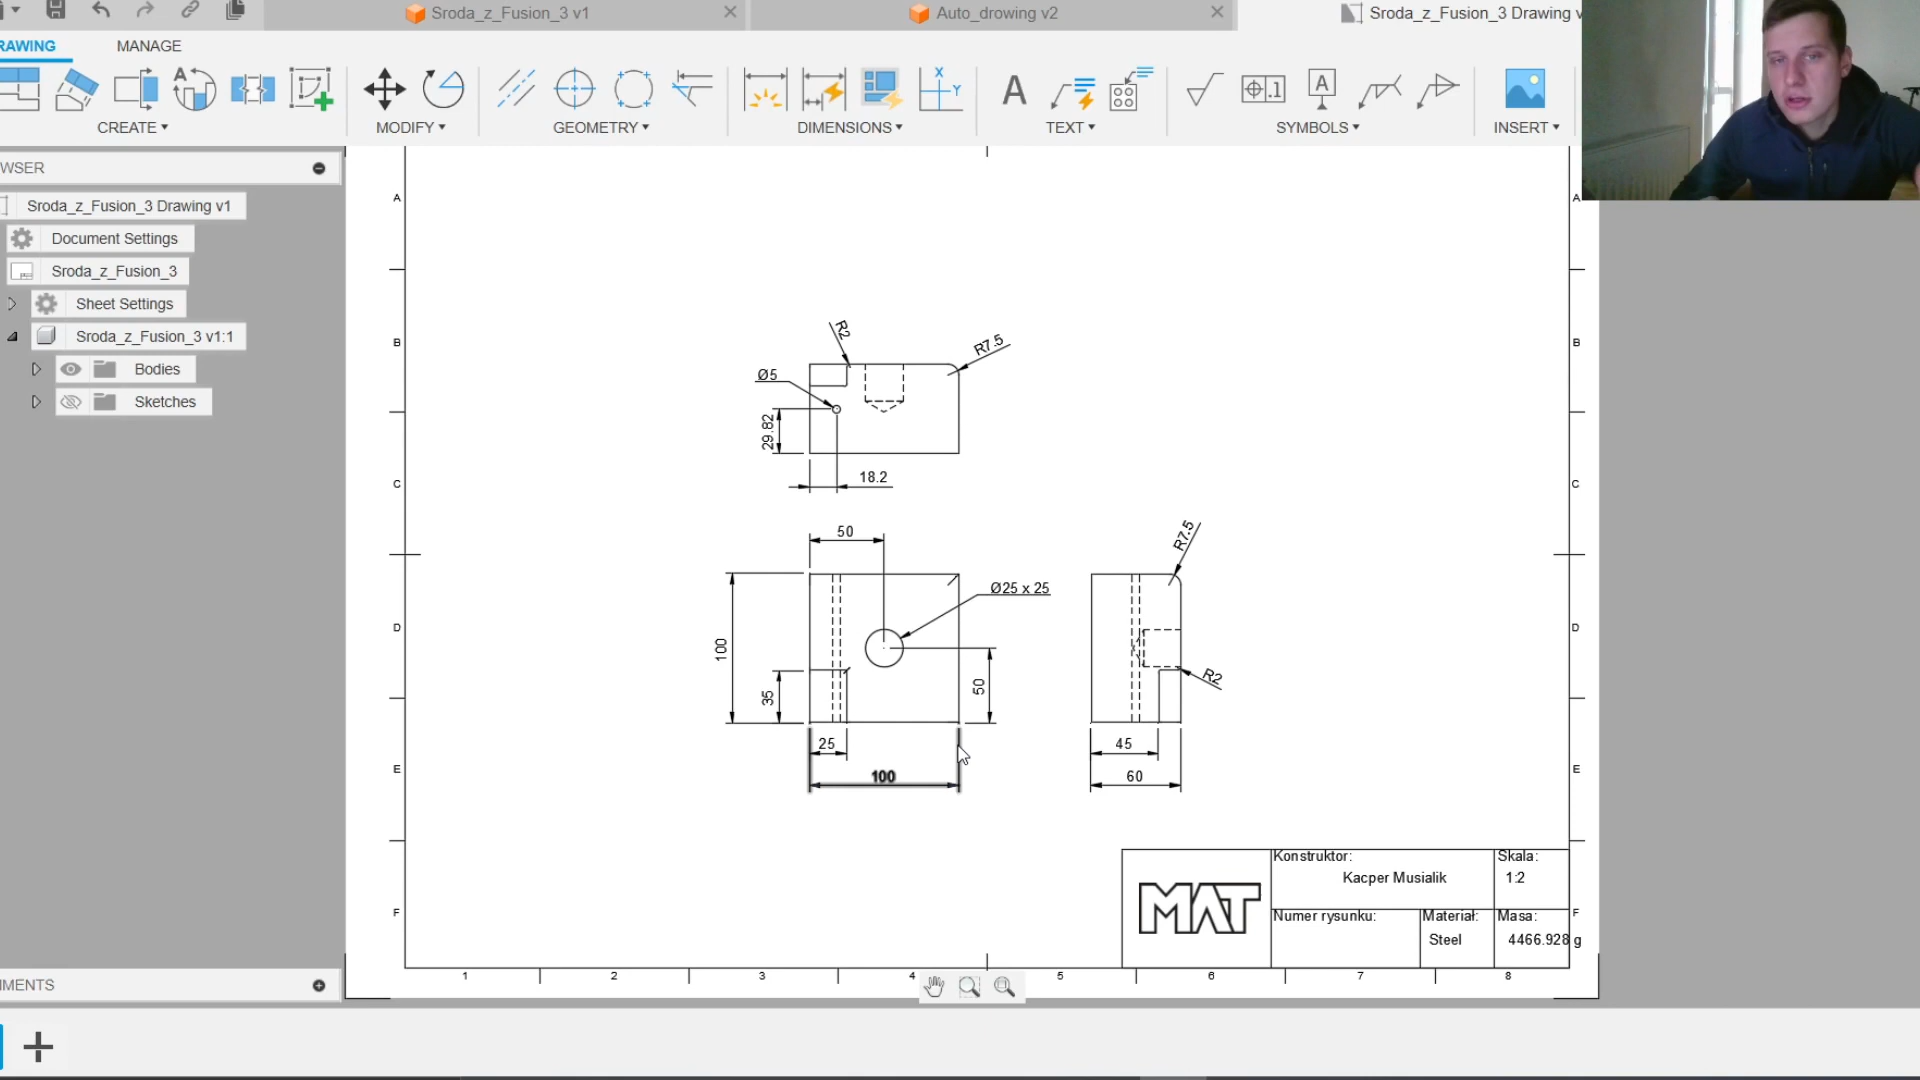 Sroda_z_Fusion_3 v1
Auto_drowing v2
Sroda_z_Fusion_3 Drawing v
RAWING
MANAGE
CREATE
MODIFY
GEOMETRY
DIMENSIONS
TEXT
SYMBOLS
INSERT
WSER
Sroda_z_Fusion_3 Drawing v1
Document Settings
Sroda_z_Fusion_3
Sheet Settings
Sroda_z_Fusion_3 v1:1
Bodies
Sketches
A
A
B
B
C
C
D
D
E
E
F
F
R2
R7.5
Ø5
29.82
18.2
50
R7.5
Ø25 x 25
100
35
50
R2
25
45
100
60
Konstruktor:
Skala:
Kacper Musialik
1:2
MAT
Numer rysunku:
Materiał:
Masa:
Steel
4466.928 g
1
2
3
4
5
6
7
8
MENTS